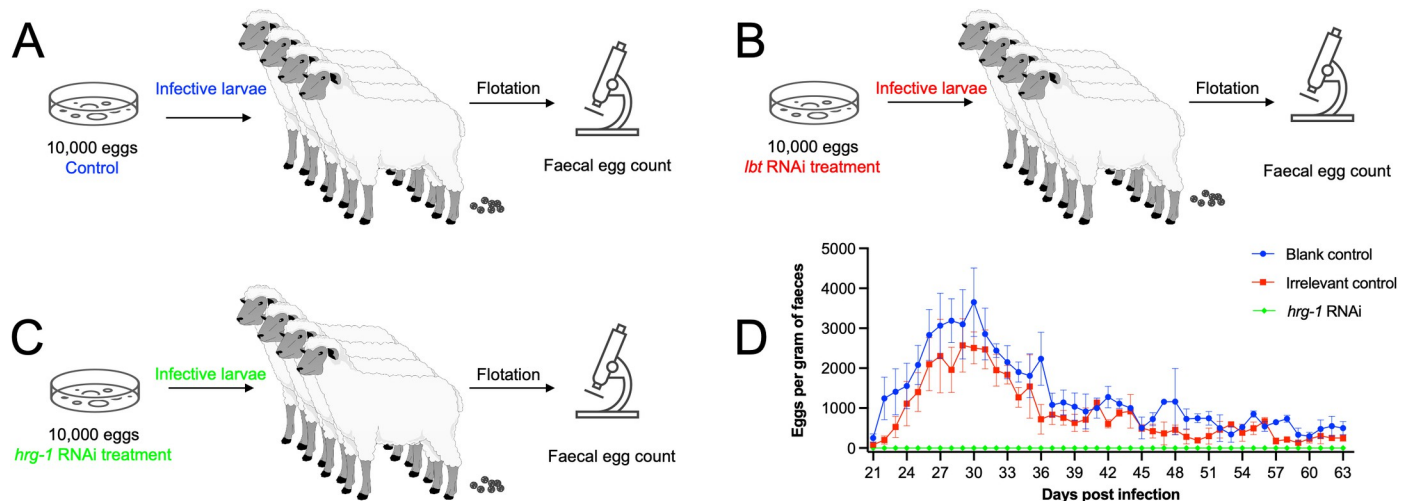 A
Infective larvae
Flotation
10,000 eggs
Control
Faecal egg count
B
Infective larvae
Flotation
10,000 eggs
lbt RNAi treatment
Faecal egg count
C
Infective larvae
Flotation
10,000 eggs
hrg-1 RNAi treatment
Faecal egg count
D
Eggs per gram of faeces
5000
4000
3000
2000
1000
0
21 24 27 30 33 36 39 42 45 48 51 54 57 60 63
Days post infection
Blank control
Irrelevant control
hrg-1 RNAi